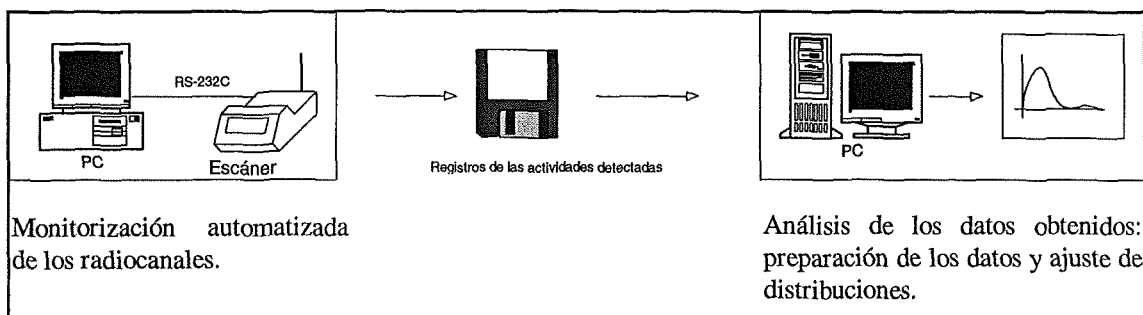 RS-232C
PC
Escáner
Registros de las actividades detectadas
PC
Monitorización automatizada
de los radiocanales.
Análisis de los datos obtenidos:
preparación de los datos y ajuste de
distribuciones.